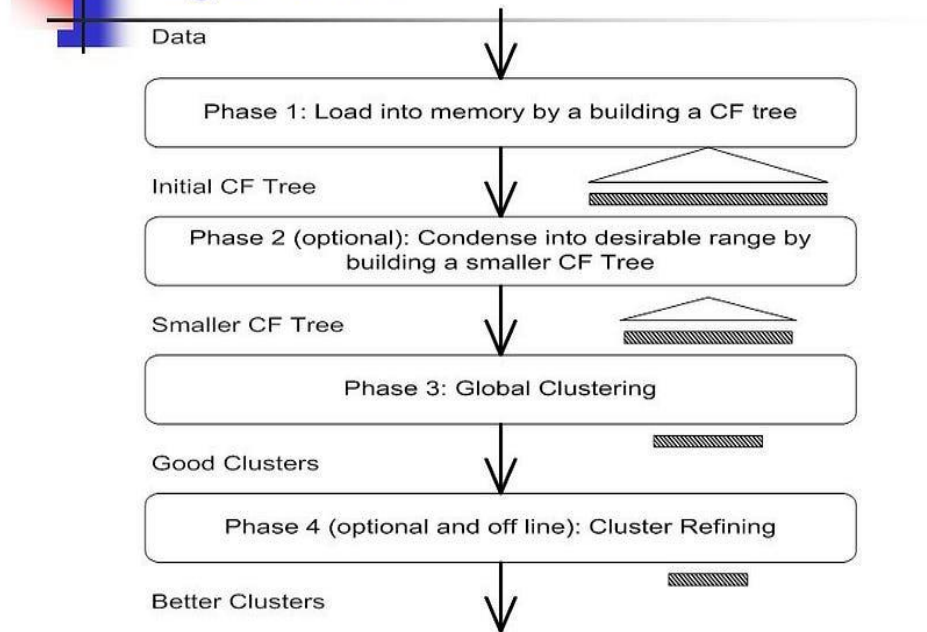 Data
Phase 1: Load into memory by a building a CF tree
Initial CF Tree
Phase 2 (optional): Condense into desirable range by
building a smaller CF Tree
Smaller CF Tree
Phase 3: Global Clustering
Good Clusters
Phase 4 (optional and off line): Cluster Refining
Better Clusters